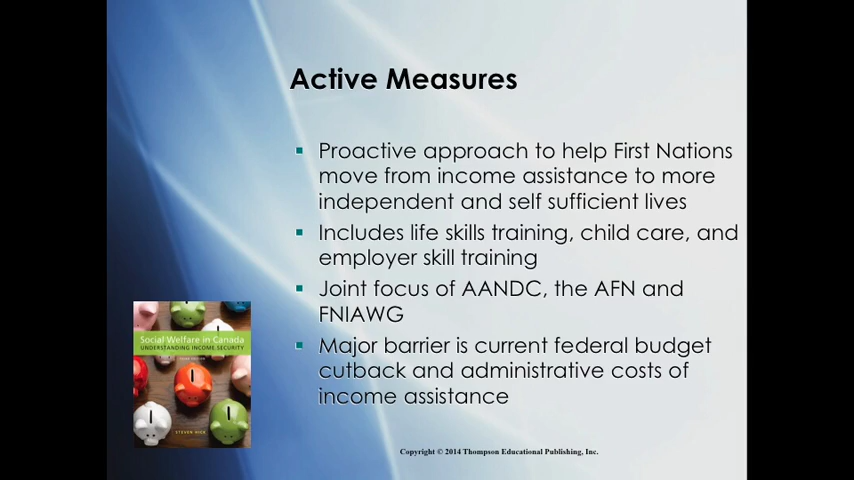 Active Measures
Proactive approach to help First Nations
move from income assistance to more
independent and self sufficient lives
Includes life skills training, child care, and
employer skill training
Joint focus of AANDC, the AFN and
FNIAWG
Major barrier is current federal budget
cutback and administrative costs of
income assistance
Social Welfare in Canada
UNDERSTANDING INCOME SECURITY
STEVEN HICK
Copyright © 2014 Thompson Educational Publishing, Inc.